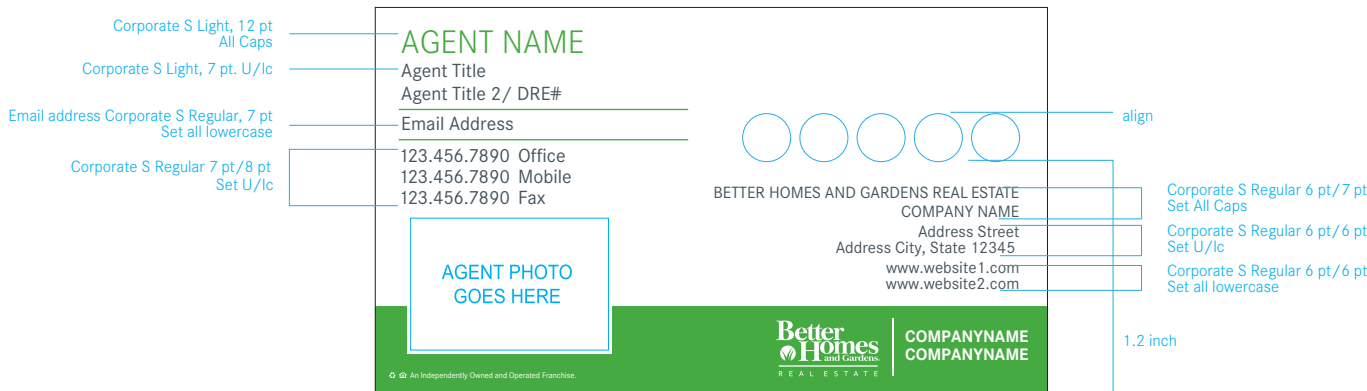 Corporate S Light, 12 pt
All Caps
Corporate S Light, 7 pt. U/lc
Email address Corporate S Regular, 7 pt
Set all lowercase
Corporate S Regular 7 pt/8 pt
Set U/lc
AGENT NAME
Agent Title
Agent Title 2/ DRE#
Email Address
123.456.7890 Office
123.456.7890 Mobile
123.456.7890 Fax
AGENT PHOTO
GOES HERE
An Independently Owned and Operated Franchise.
BETTER HOMES AND GARDENS REAL ESTATE
COMPANY NAME
Address Street
Address City, State 12345
www.website1.com
www.website2.com
Better
Homes
and Gardens
REAL ESTATE
COMPANYNAME
COMPANYNAME
align
Corporate S Regular 6 pt/7 pt
Set All Caps
Corporate S Regular 6 pt/6 pt
Set U/lc
Corporate S Regular 6 pt/6 pt
Set all lowercase
1.2 inch